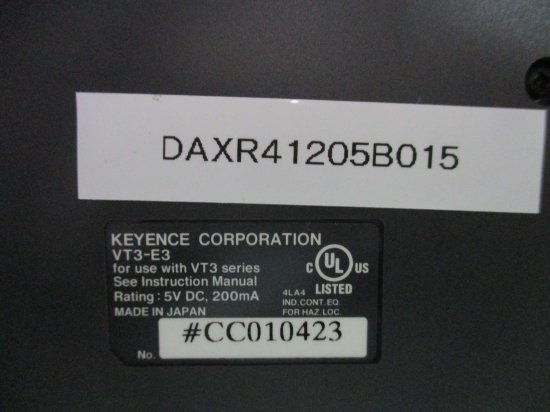 DAXR41205B015
KEYENCE CORPORATION
VT3-E3
for use with VT3 series
See Instruction Manual
Rating: 5V DC, 200mA
MADE IN JAPAN
C UL US
LISTED
4LA4
IND.CONT.EQ.
FOR HAZ.LOC.
No. #CC010423